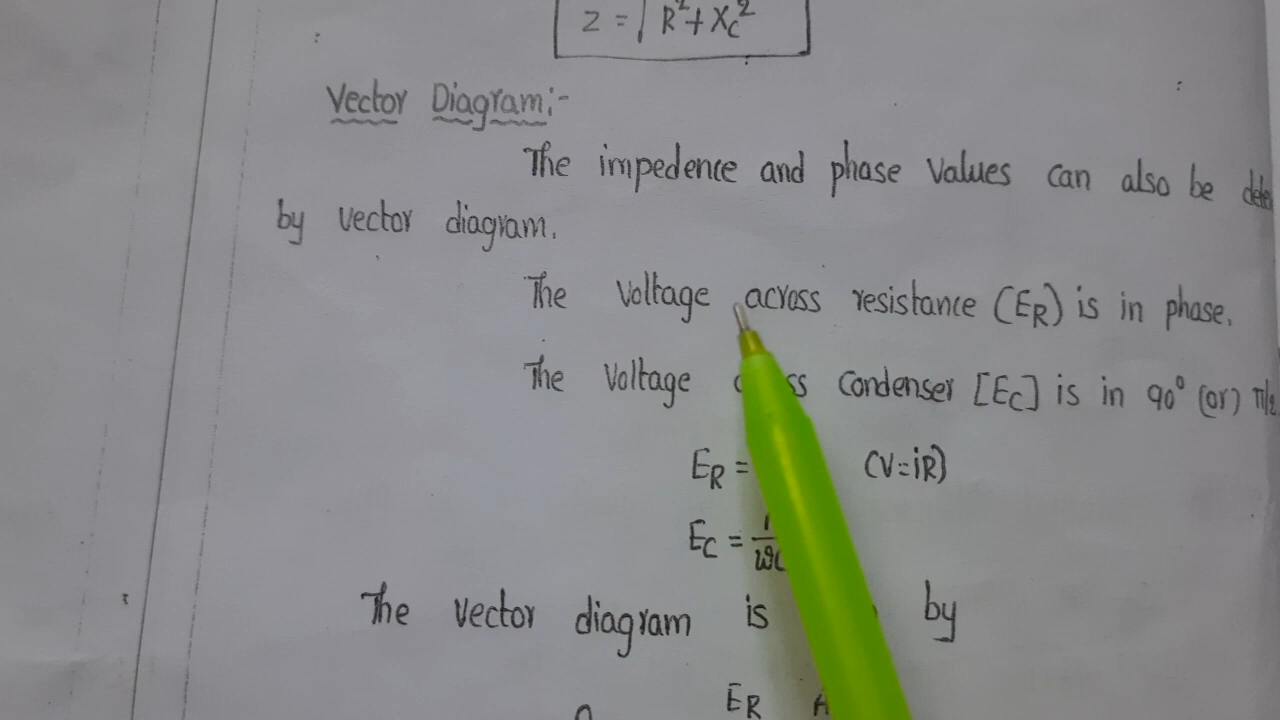 Z = √R²+Xc²
Vector Diagram:-
The impedence and phase values can also be
by vector diagram.
The voltage across resistance (ER) is in phase.
The voltage condenser [Ec] is in 90° (or) π/2
ER = (V=iR)
Ec =
The vector diagram is by
ER